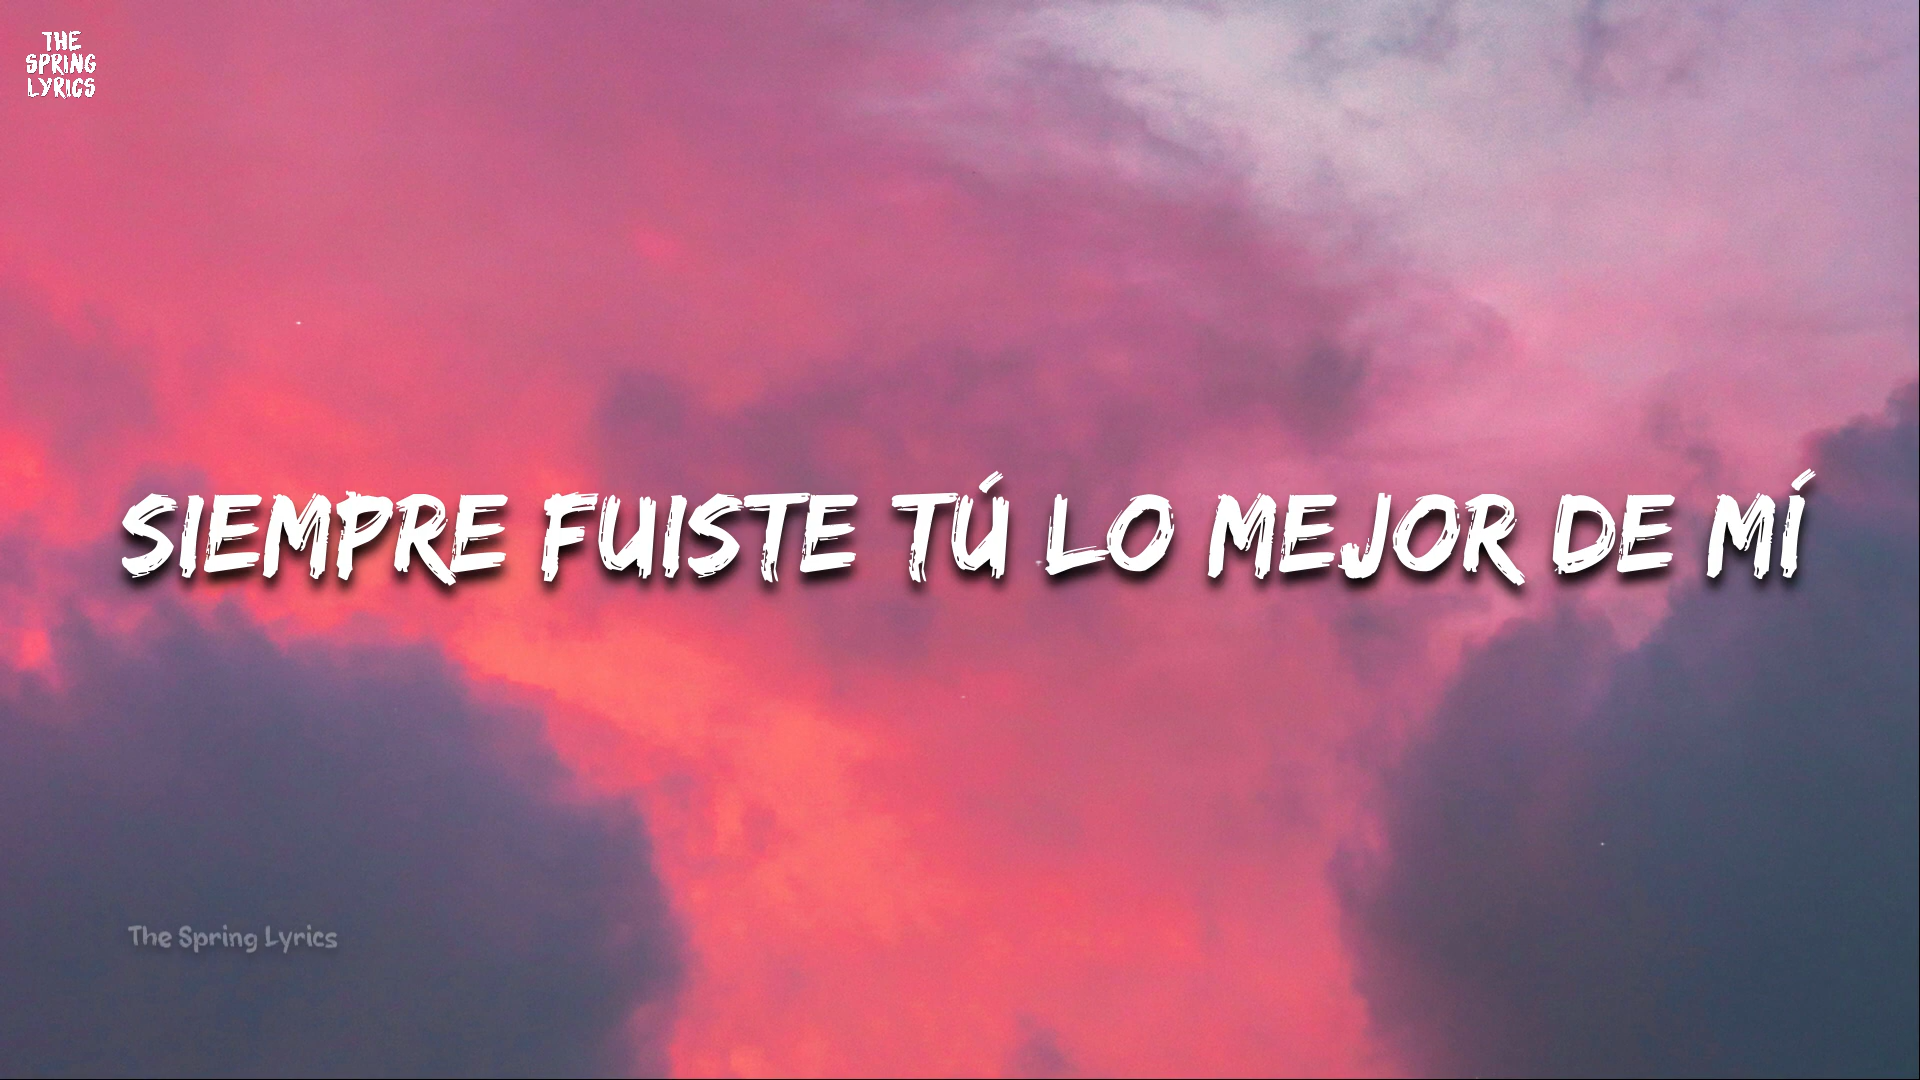 THE
SPRING
LYRICS
SIEMPRE FUISTE TÚ LO MEJOR DE MÍ
The Spring Lyrics